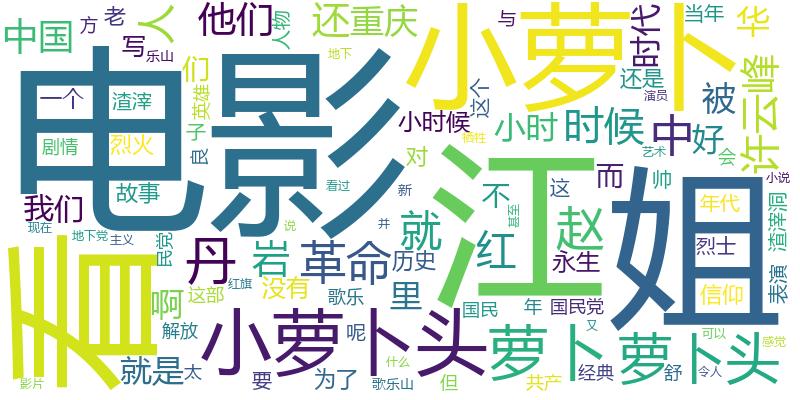 中国
方
老
人
写
乐山
他们
人物
还
重庆
小萝卜
与
时代
当年
华
许云峰
电影
们
地下
一个
渣滓
英雄
子
剧情
烈火
良
故事
我们
现在
地下党
主义
民党
小时候
这个
小时
时候
还是
演员
被
中
好
会
牺牲
艺术
对
看过
新
江
不
而
这
帅
小说
年代
烈士
信仰
渣滓洞
表演
姐
看
丹
岩
革命
就
历史
红
赵
永生
说
并
甚至
啊
这部
没有
歌乐
里
解放
红旗
国民
年
国民党
又
可以
感觉
小萝卜头
萝卜
萝卜头
就是
太
要
呢
为了
什么
歌乐山
但
共产
经典
舒
令人
影片